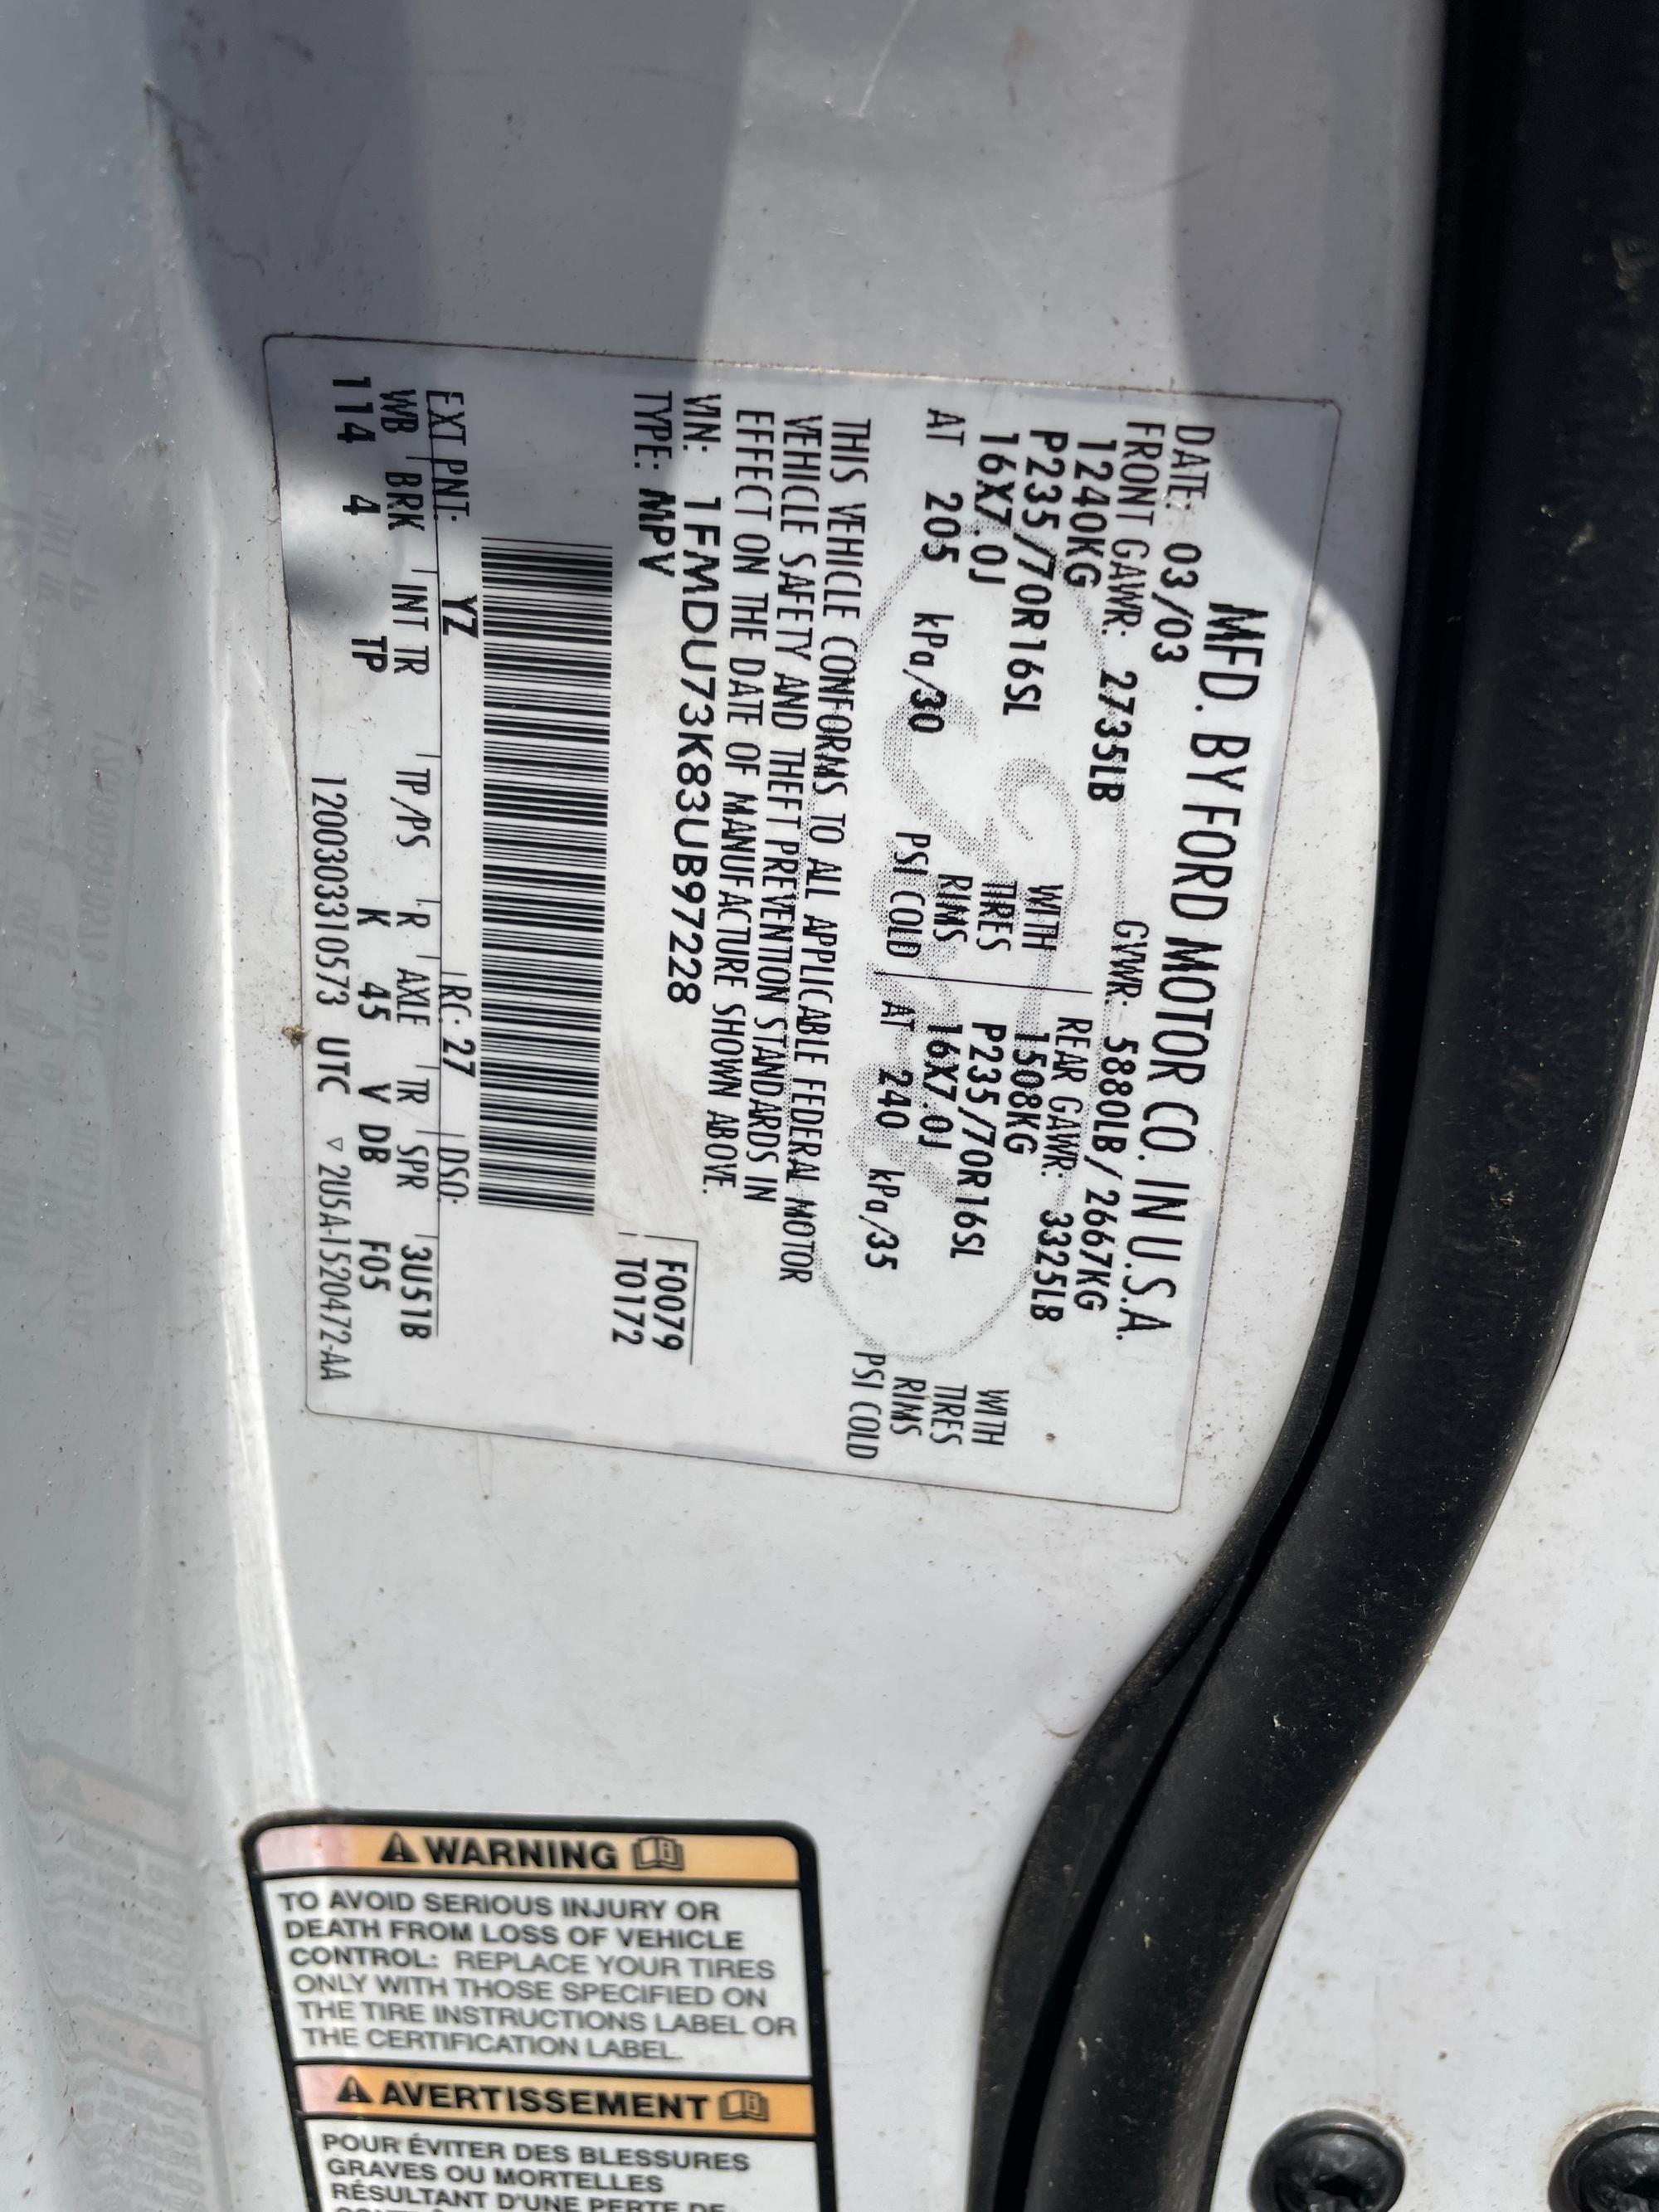 MFD. BY FORD MOTOR CO. IN U.S.A.
DATE: 03/03 GVWR: 5880LB/2667KG
FRONT GAWR: 2735LB REAR GAWR: 3325LB
1240KG WITH 1508KG WITH
P235/70R16SL TIRES P235/70R16SL TIRES
16X7.0J RIMS 16X7.0J RIMS
AT 205 kPa/30 PSI COLD AT 240 kPa/35 PSI COLD
THIS VEHICLE CONFORMS TO ALL APPLICABLE FEDERAL MOTOR
VEHICLE SAFETY AND THEFT PREVENTION STANDARDS IN
EFFECT ON THE DATE OF MANUFACTURE SHOWN ABOVE.
VIN: 1FMDU73K83UB97228 F0079
TYPE: MPV T0172
EXT PNT: YZ RC: 27 DSO:
WB BRK INT TR TP/PS R AXLE TR SPR 3U51B
114 4 TP K 45 V DB F05
1200303310573 UTC ▽ 2U5A-1520472-AA
⚠ WARNING
TO AVOID SERIOUS INJURY OR
DEATH FROM LOSS OF VEHICLE
CONTROL: REPLACE YOUR TIRES
ONLY WITH THOSE SPECIFIED ON
THE TIRE INSTRUCTIONS LABEL OR
THE CERTIFICATION LABEL.
⚠ AVERTISSEMENT
POUR ÉVITER DES BLESSURES
GRAVES OU MORTELLES
RÉSULTANT D'UNE PERTE DE